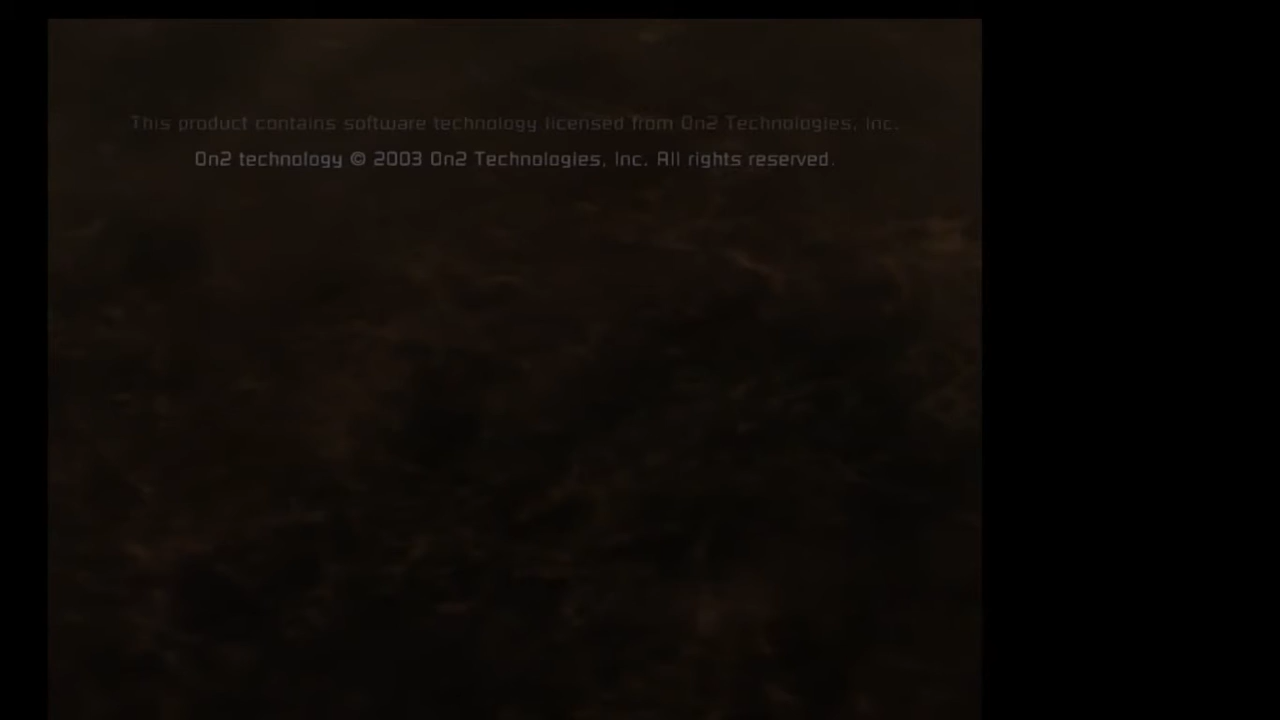 This product contains software technology licensed from On2 Technologies, Inc.
On2 technology © 2003 On2 Technologies, Inc. All rights reserved.